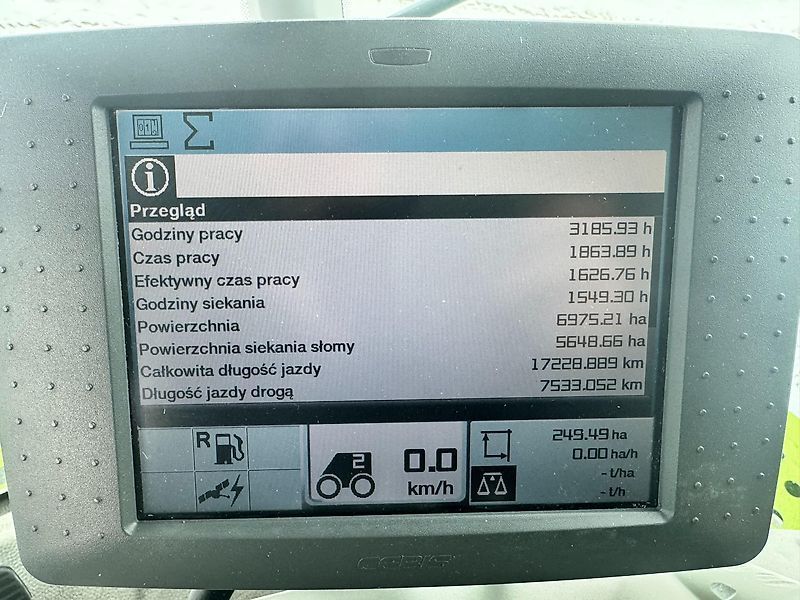 Przegląd
Godziny pracy 3185.93 h
Czas pracy 1863.89 h
Efektywny czas pracy 1626.76 h
Godziny siekania 1549.30 h
Powierzchnia 6975.21 ha
Powierzchnia siekania słomy 5648.66 ha
Całkowita długość jazdy 17228.889 km
Długość jazdy drogą 7533.052 km
R
2
0.0
km/h
249.49 ha
0.00 ha/h
- t/ha
- t/h
CEBIS